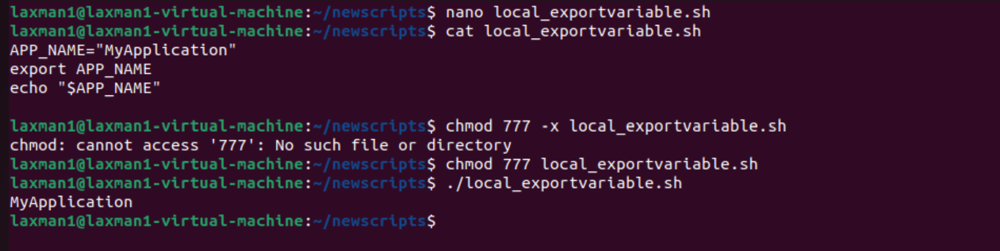 laxman1@laxman1-virtual-machine:~/newscripts$ nano local_exportvariable.sh
laxman1@laxman1-virtual-machine:~/newscripts$ cat local_exportvariable.sh
APP_NAME="MyApplication"
export APP_NAME
echo "$APP_NAME"
laxman1@laxman1-virtual-machine:~/newscripts$ chmod 777 -x local_exportvariable.sh
chmod: cannot access '777': No such file or directory
laxman1@laxman1-virtual-machine:~/newscripts$ chmod 777 local_exportvariable.sh
laxman1@laxman1-virtual-machine:~/newscripts$ ./local_exportvariable.sh
MyApplication
laxman1@laxman1-virtual-machine:~/newscripts$